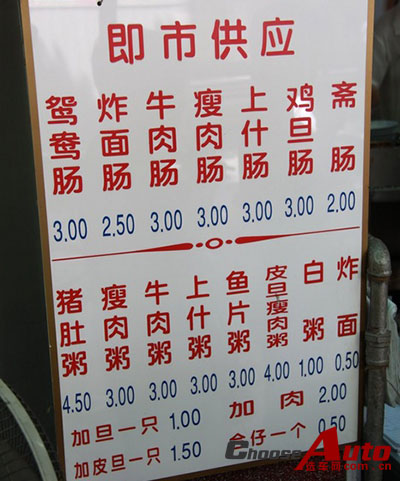 即市供应
鸳鸯肠 炸面肠 牛肉肠 瘦肉肠 上什肠 鸡旦肠 斋肠
3.00 2.50 3.00 3.00 3.00 3.00 2.00
猪肚粥 瘦肉粥 牛肉粥 上什粥 鱼片粥 皮旦瘦肉粥 白粥 炸面
4.50 3.00 3.00 3.00 3.00 4.00 1.00 0.50
加旦一只 1.00 加肉 2.00
加皮旦一只 1.50 合仔一个 0.50
Choose Auto
.com.cn